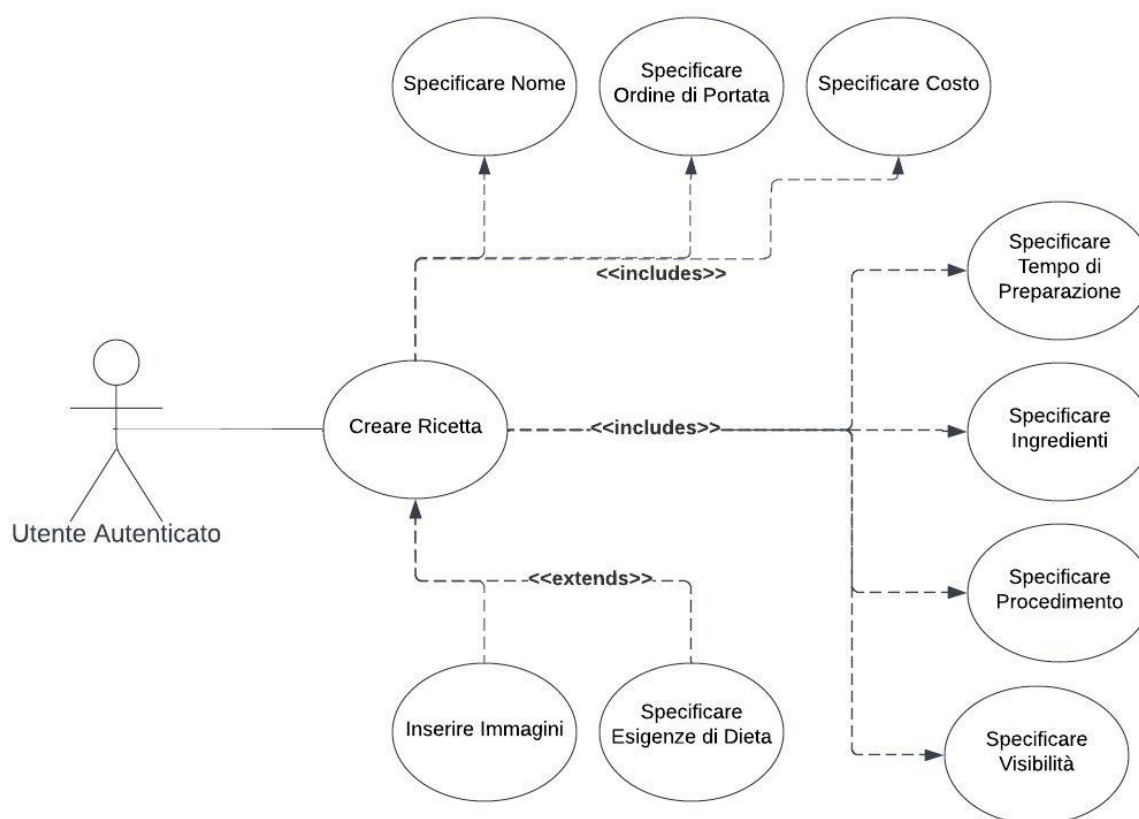 Specificare Nome
Specificare
Ordine di Portata
Specificare Costo
<<includes>>
Specificare
Tempo di
Preparazione
Creare Ricetta
<<includes>>
Specificare
Ingredienti
Utente Autenticato
<<extends>>
Specificare
Procedimento
Inserire Immagini
Specificare
Esigenze di Dieta
Specificare
Visibilità